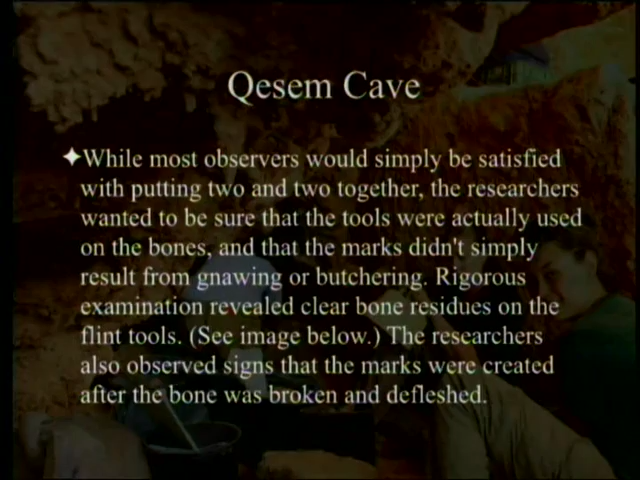 Qesem Cave
While most observers would simply be satisfied
with putting two and two together, the researchers
wanted to be sure that the tools were actually used
on the bones, and that the marks didn't simply
result from gnawing or butchering. Rigorous
examination revealed clear bone residues on the
flint tools. (See image below.) The researchers
also observed signs that the marks were created
after the bone was broken and defleshed.